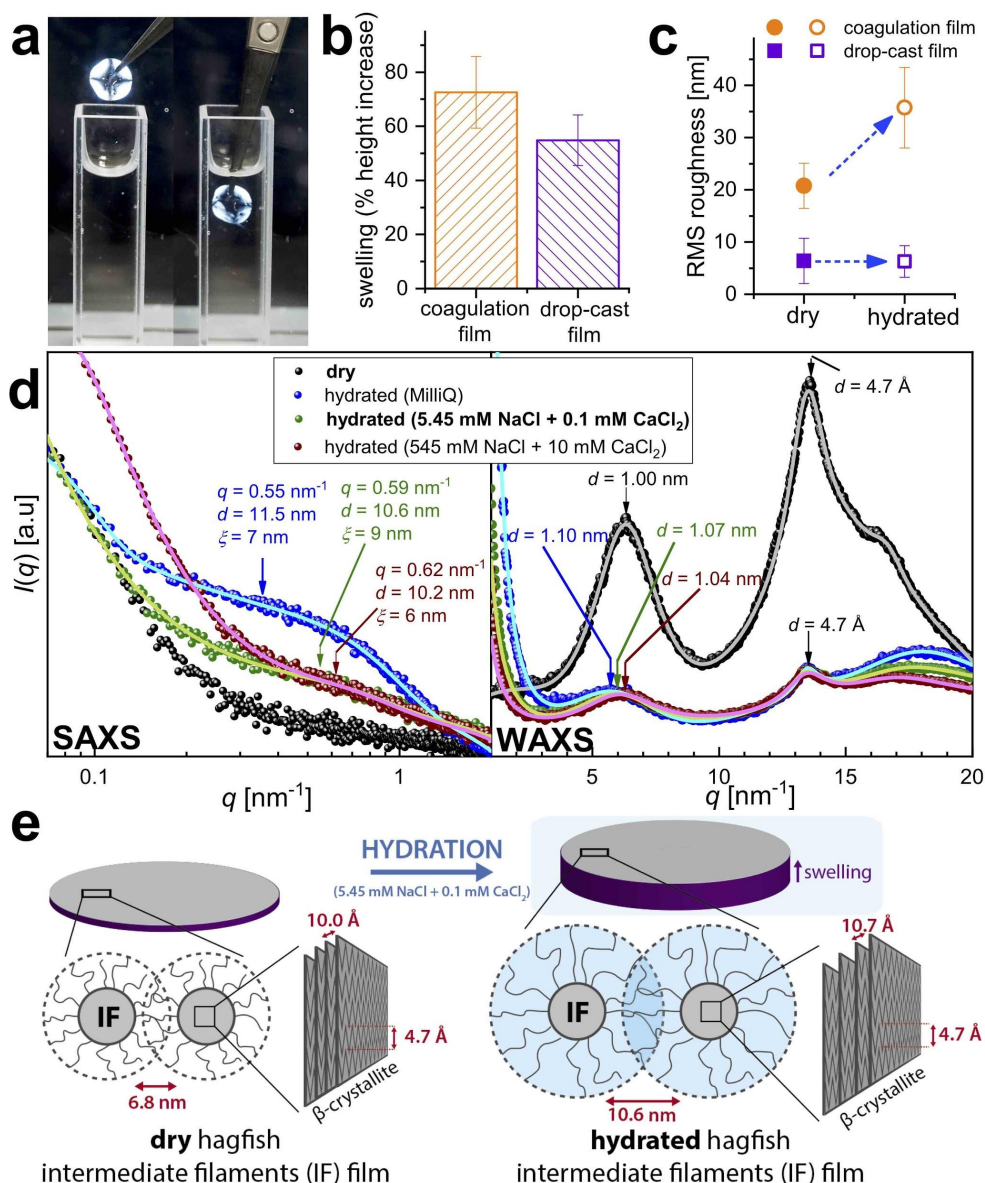 a
b
swelling (% height increase)
80
60
40
20
0
coagulation
film
drop-cast
film
c
coagulation film
drop-cast film
RMS roughness [nm]
40
30
20
10
0
dry
hydrated
d
dry
hydrated (MilliQ)
hydrated (5.45 mM NaCl + 0.1 mM CaCl₂)
hydrated (545 mM NaCl + 10 mM CaCl₂)
I(q) [a.u]
q = 0.55 nm⁻¹
d = 11.5 nm
ξ = 7 nm
q = 0.59 nm⁻¹
d = 10.6 nm
ξ = 9 nm
q = 0.62 nm⁻¹
d = 10.2 nm
ξ = 6 nm
SAXS
0.1
1
q [nm⁻¹]
d = 4.7 Å
d = 1.00 nm
d = 1.10 nm
d = 1.07 nm
d = 1.04 nm
d = 4.7 Å
WAXS
5
10
15
20
q [nm⁻¹]
e
HYDRATION
(5.45 mM NaCl + 0.1 mM CaCl₂)
swelling
IF
10.0 Å
4.7 Å
β-crystallite
6.8 nm
dry hagfish
intermediate filaments (IF) film
IF
10.7 Å
4.7 Å
β-crystallite
10.6 nm
hydrated hagfish
intermediate filaments (IF) film